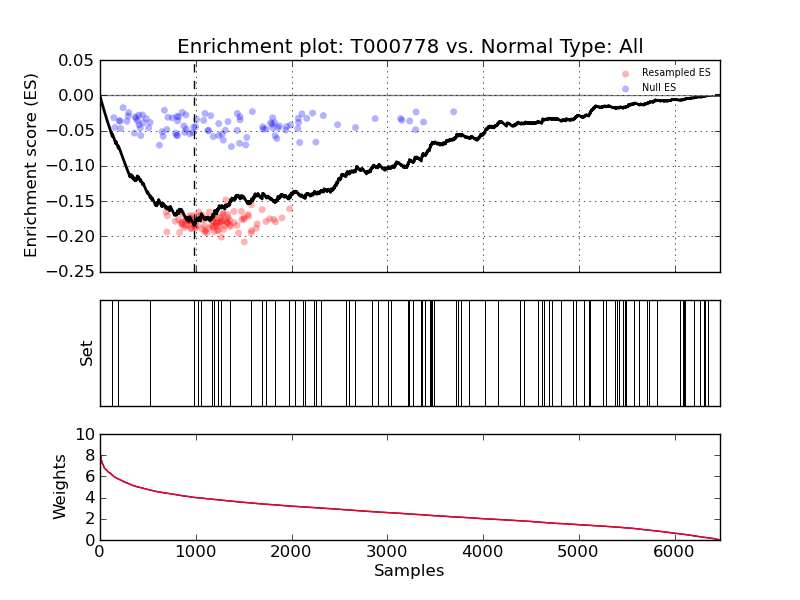 Enrichment plot: T000778 vs. Normal Type: All
Enrichment score (ES)
0.05
0.00
−0.05
−0.10
−0.15
−0.20
−0.25
Resampled ES
Null ES
Set
Weights
10
8
6
4
2
0
0 1000 2000 3000 4000 5000 6000
Samples